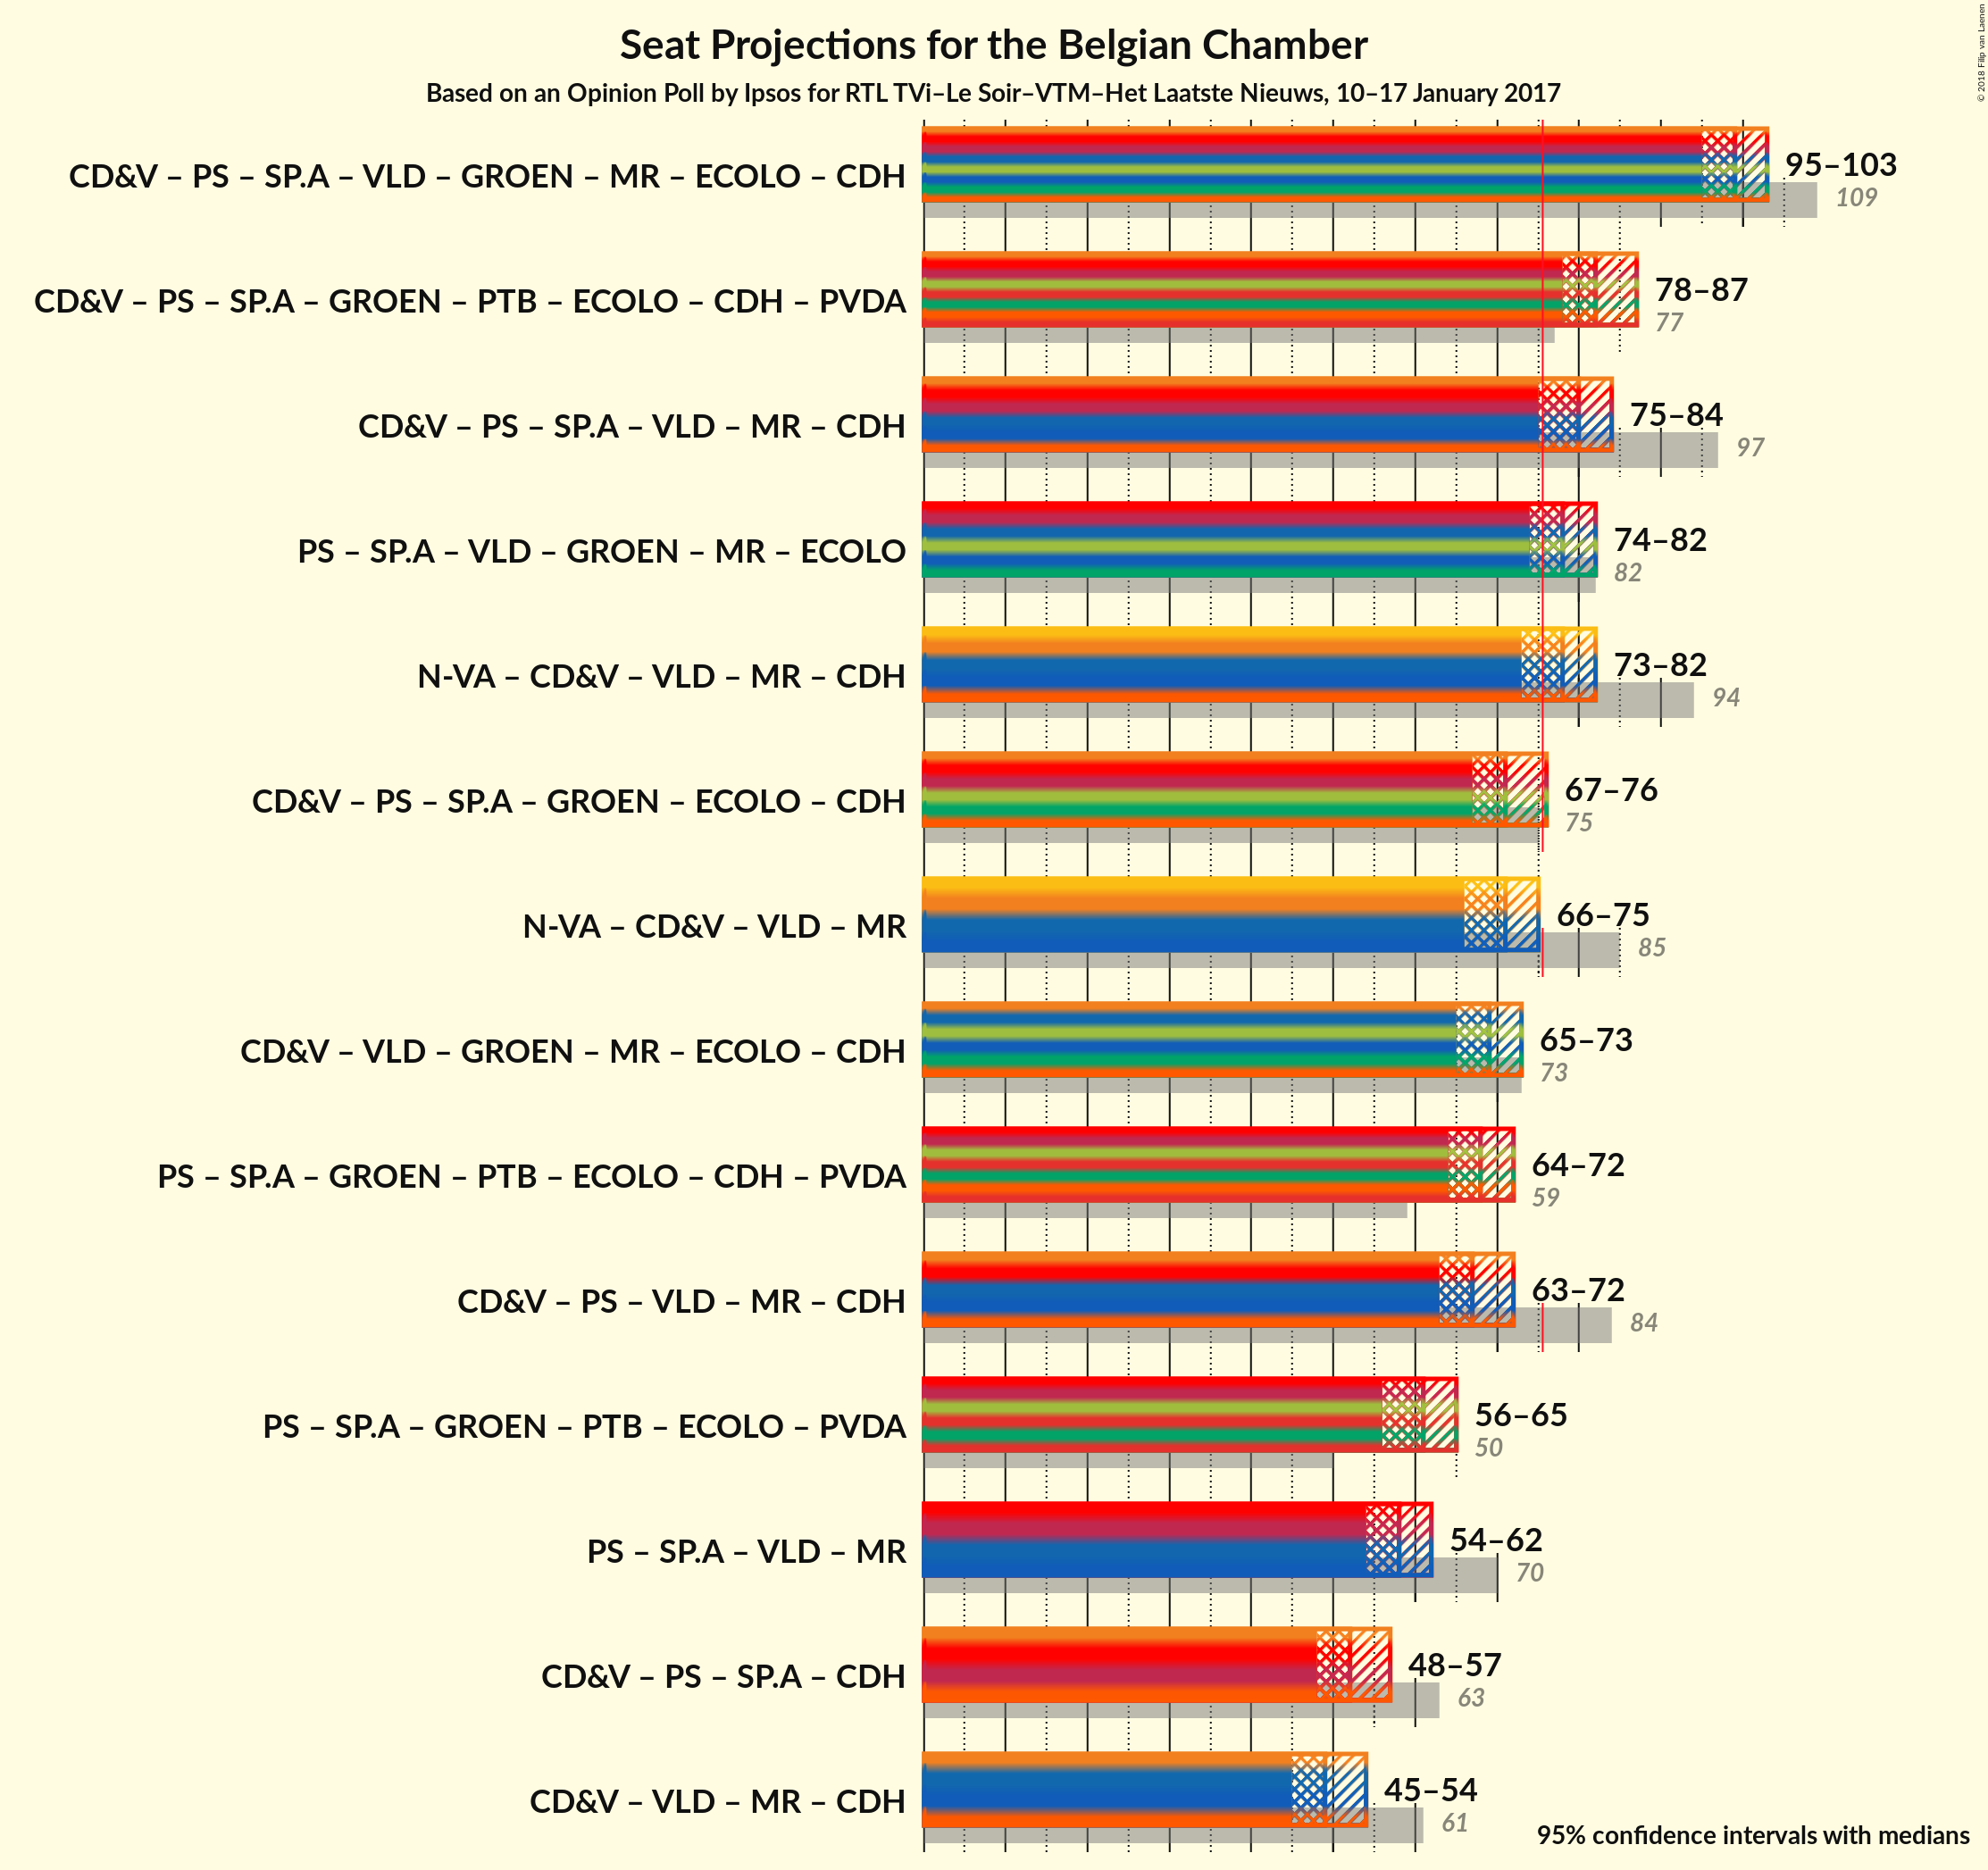 Seat Projections for the Belgian Chamber
Based on an Opinion Poll by Ipsos for RTL TVi–Le Soir–VTM–Het Laatste Nieuws, 10–17 January 2017
© 2018 Filip van Laenen
CD&V – PS – SP.A – VLD – GROEN – MR – ECOLO – CDH
95–103
109
CD&V – PS – SP.A – GROEN – PTB – ECOLO – CDH – PVDA
78–87
77
CD&V – PS – SP.A – VLD – MR – CDH
75–84
97
PS – SP.A – VLD – GROEN – MR – ECOLO
74–82
82
N-VA – CD&V – VLD – MR – CDH
73–82
94
CD&V – PS – SP.A – GROEN – ECOLO – CDH
67–76
75
N-VA – CD&V – VLD – MR
66–75
85
CD&V – VLD – GROEN – MR – ECOLO – CDH
65–73
73
PS – SP.A – GROEN – PTB – ECOLO – CDH – PVDA
64–72
59
CD&V – PS – VLD – MR – CDH
63–72
84
PS – SP.A – GROEN – PTB – ECOLO – PVDA
56–65
50
PS – SP.A – VLD – MR
54–62
70
CD&V – PS – SP.A – CDH
48–57
63
CD&V – VLD – MR – CDH
45–54
61
95% confidence intervals with medians